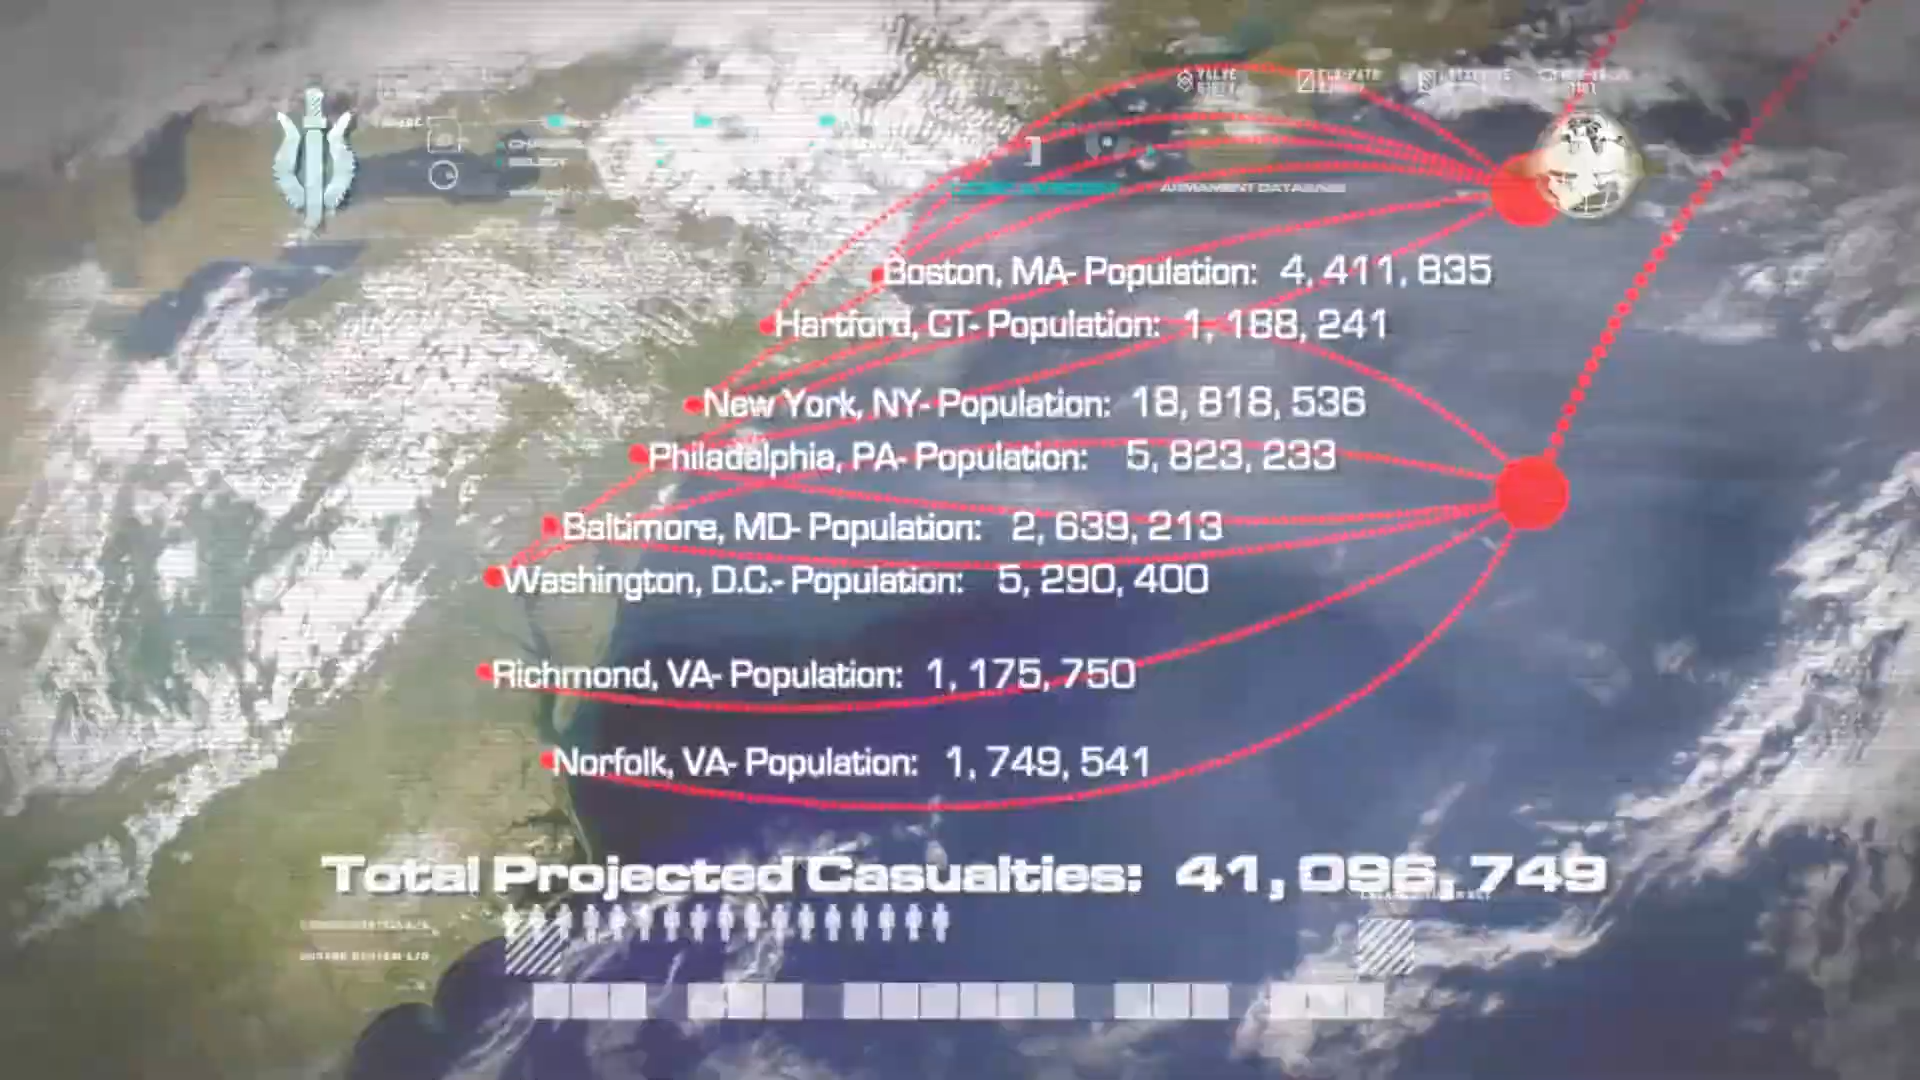 ARMAMENT DATABASE
Boston, MA- Population: 4, 411, 835
Hartford, CT- Population: 1, 188, 241
New York, NY- Population: 18, 818, 536
Philadelphia, PA- Population: 5, 823, 233
Baltimore, MD- Population: 2, 639, 213
Washington, D.C.- Population: 5, 290, 400
Richmond, VA- Population: 1, 175, 750
Norfolk, VA- Population: 1, 749, 541
Total Projected Casualties: 41, 096, 749